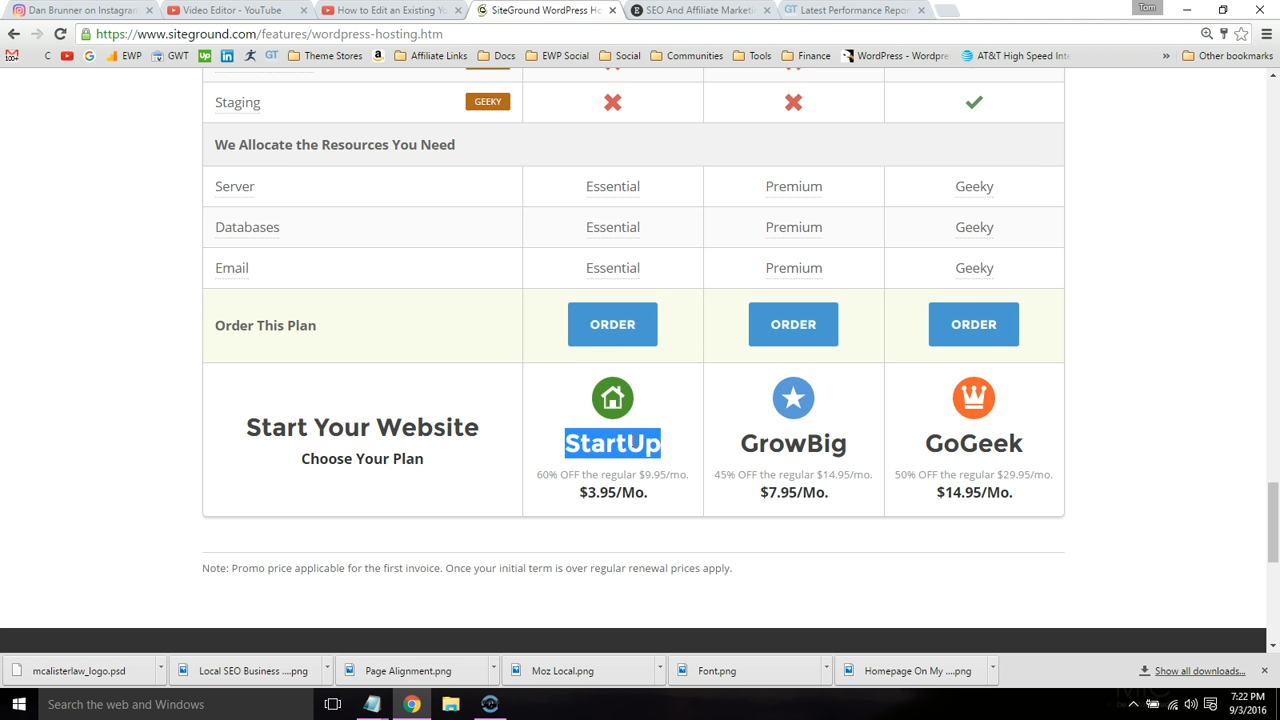 Dan Brunner on Instagram
Video Editor - YouTube
How to Edit an Existing Yo
SiteGround WordPress Ho
SEO And Affiliate Marketin
Latest Performance Repor
Tom
https://www.siteground.com/features/wordpress-hosting.htm
C
EWP
GWT
GT
Theme Stores
Affiliate Links
Docs
EWP Social
Social
Communities
Tools
Finance
WordPress - Wordpre
AT&T High Speed Inte
»
Other bookmarks
Staging
GEEKY
We Allocate the Resources You Need
Server
Essential
Premium
Geeky
Databases
Essential
Premium
Geeky
Email
Essential
Premium
Geeky
Order This Plan
ORDER
ORDER
ORDER
Start Your Website
Choose Your Plan
StartUp
60% OFF the regular $9.95/mo.
$3.95/Mo.
GrowBig
45% OFF the regular $14.95/mo.
$7.95/Mo.
GoGeek
50% OFF the regular $29.95/mo.
$14.95/Mo.
Note: Promo price applicable for the first invoice. Once your initial term is over regular renewal prices apply.
mcalisterlaw_logo.psd
Local SEO Business ....png
Page Alignment.png
Moz Local.png
Font.png
Homepage On My ....png
Show all downloads...
Search the web and Windows
7:22 PM
9/3/2016